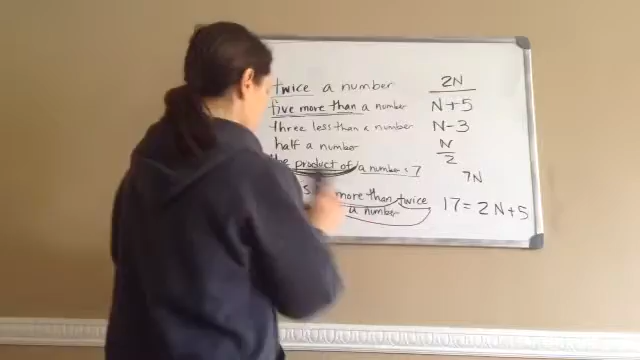 twice a number 2N
five more than a number N+5
three less than a number N-3
half a number N/2
the product of a number & 7 7N
more than twice 17 = 2N+5
a number